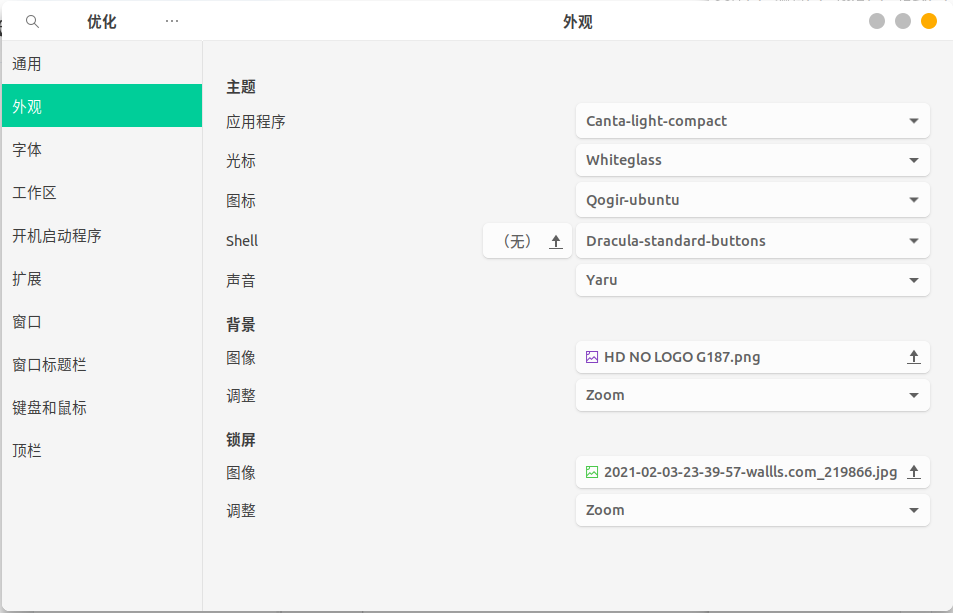 优化 ··· 外观
通用
外观
字体
工作区
开机启动程序
扩展
窗口
窗口标题栏
键盘和鼠标
顶栏
主题
应用程序 Canta-light-compact
光标 Whiteglass
图标 Qogir-ubuntu
Shell （无） Dracula-standard-buttons
声音 Yaru
背景
图像 HD NO LOGO G187.png
调整 Zoom
锁屏
图像 2021-02-03-23-39-57-wallls.com_219866.jpg
调整 Zoom